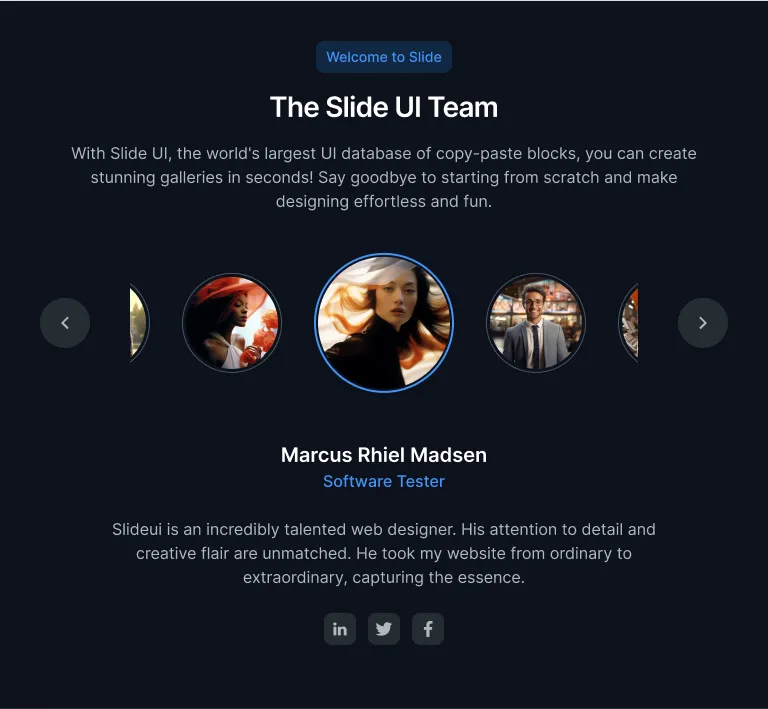 Welcome to Slide
The Slide UI Team
With Slide UI, the world's largest UI database of copy-paste blocks, you can create
stunning galleries in seconds! Say goodbye to starting from scratch and make
designing effortless and fun.
Marcus Rhiel Madsen
Software Tester
Slideui is an incredibly talented web designer. His attention to detail and
creative flair are unmatched. He took my website from ordinary to
extraordinary, capturing the essence.